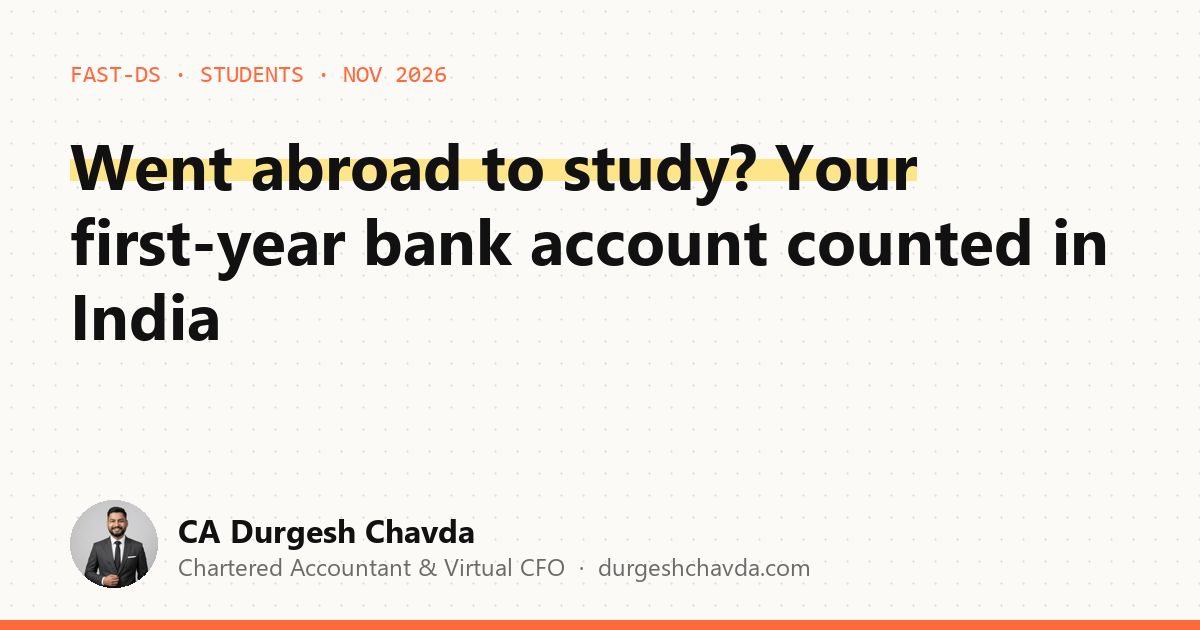 FAST-DS · STUDENTS · NOV 2026
Went abroad to study? Your
first-year bank account counted in
India
CA Durgesh Chavda
Chartered Accountant & Virtual CFO · durgeshchavda.com